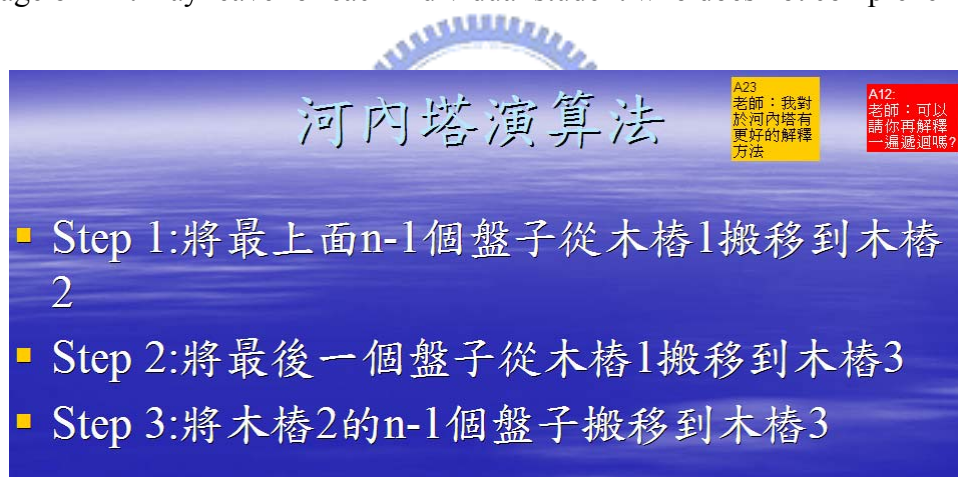 河內塔演算法
A23
老師：我對
於河內塔有
更好的解釋
方法
A12:
老師：可以
請你再解釋
一遍遞迴嗎?
Step 1:將最上面n-1個盤子從木樁1搬移到木樁
2
Step 2:將最後一個盤子從木樁1搬移到木樁3
Step 3:將木樁2的n-1個盤子搬移到木樁3